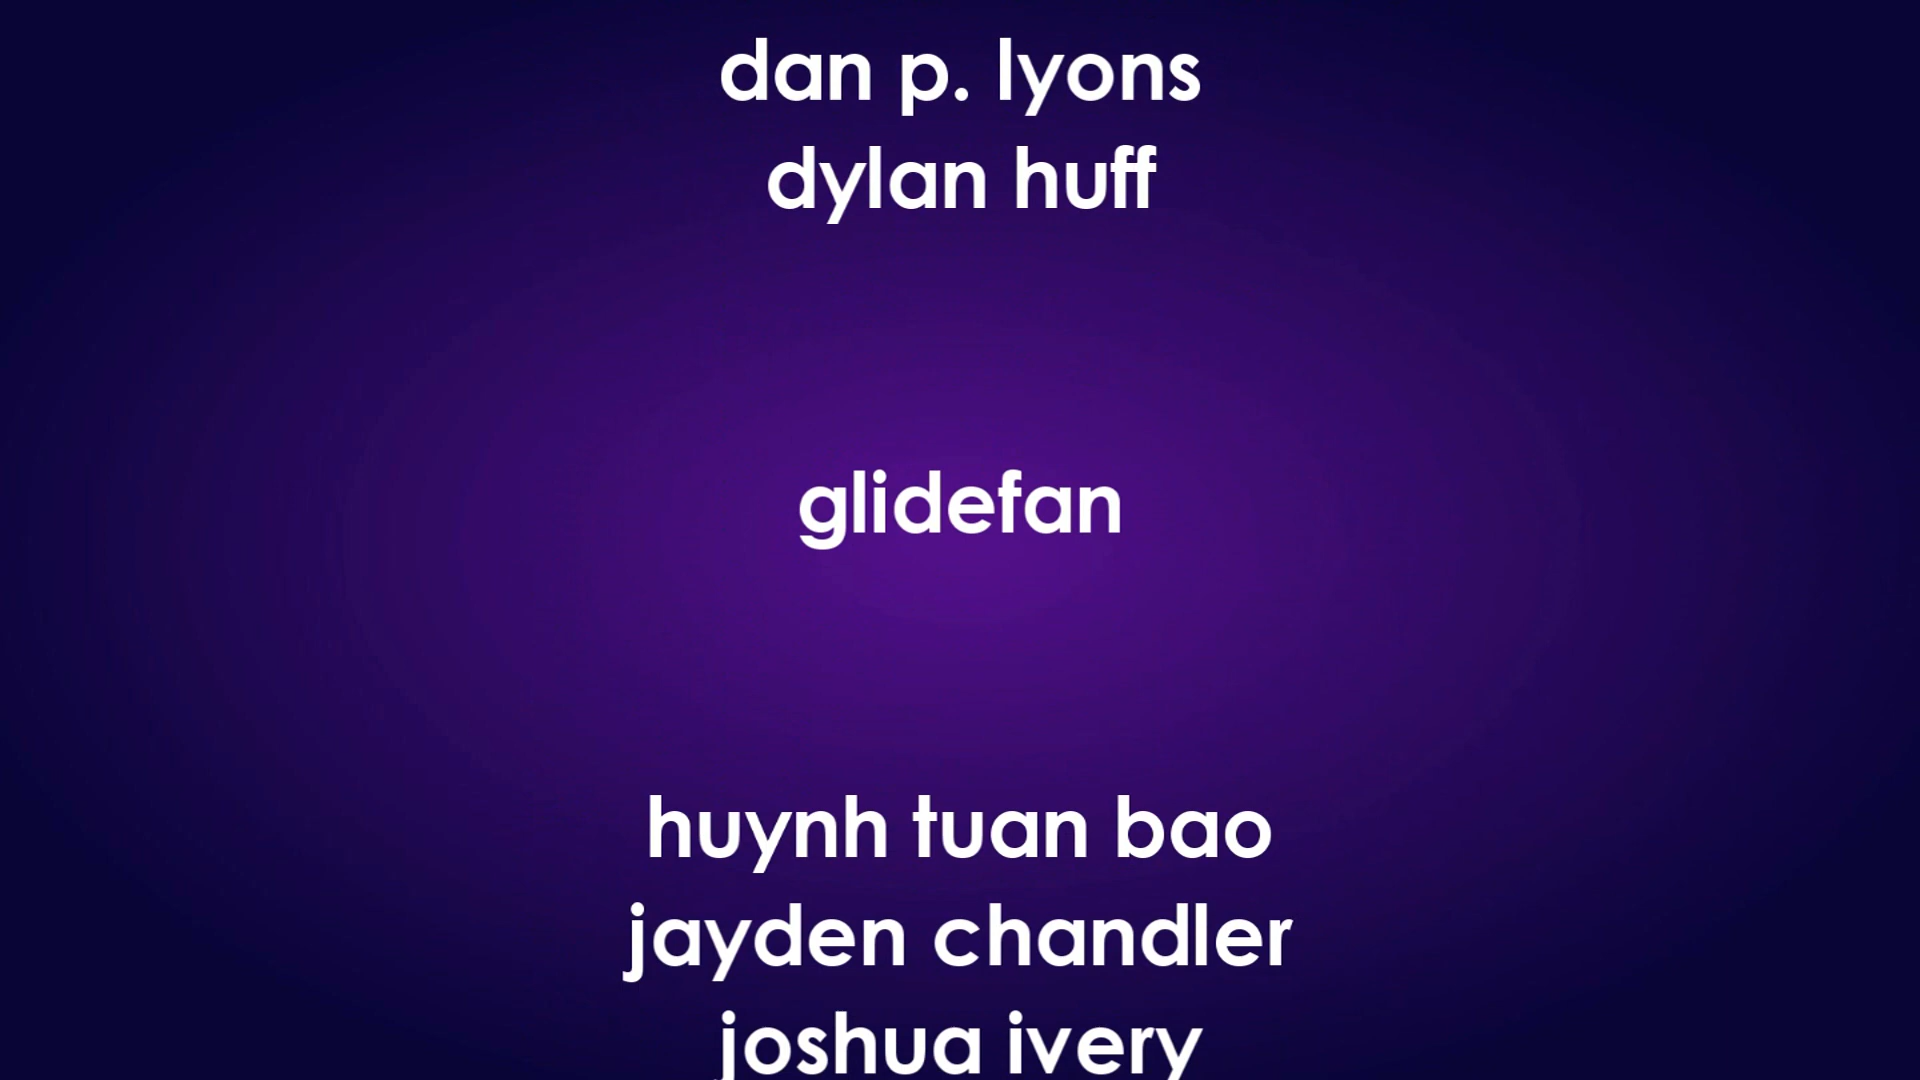 dan p. lyons
dylan huff
glidefan
huynh tuan bao
jayden chandler
joshua ivery